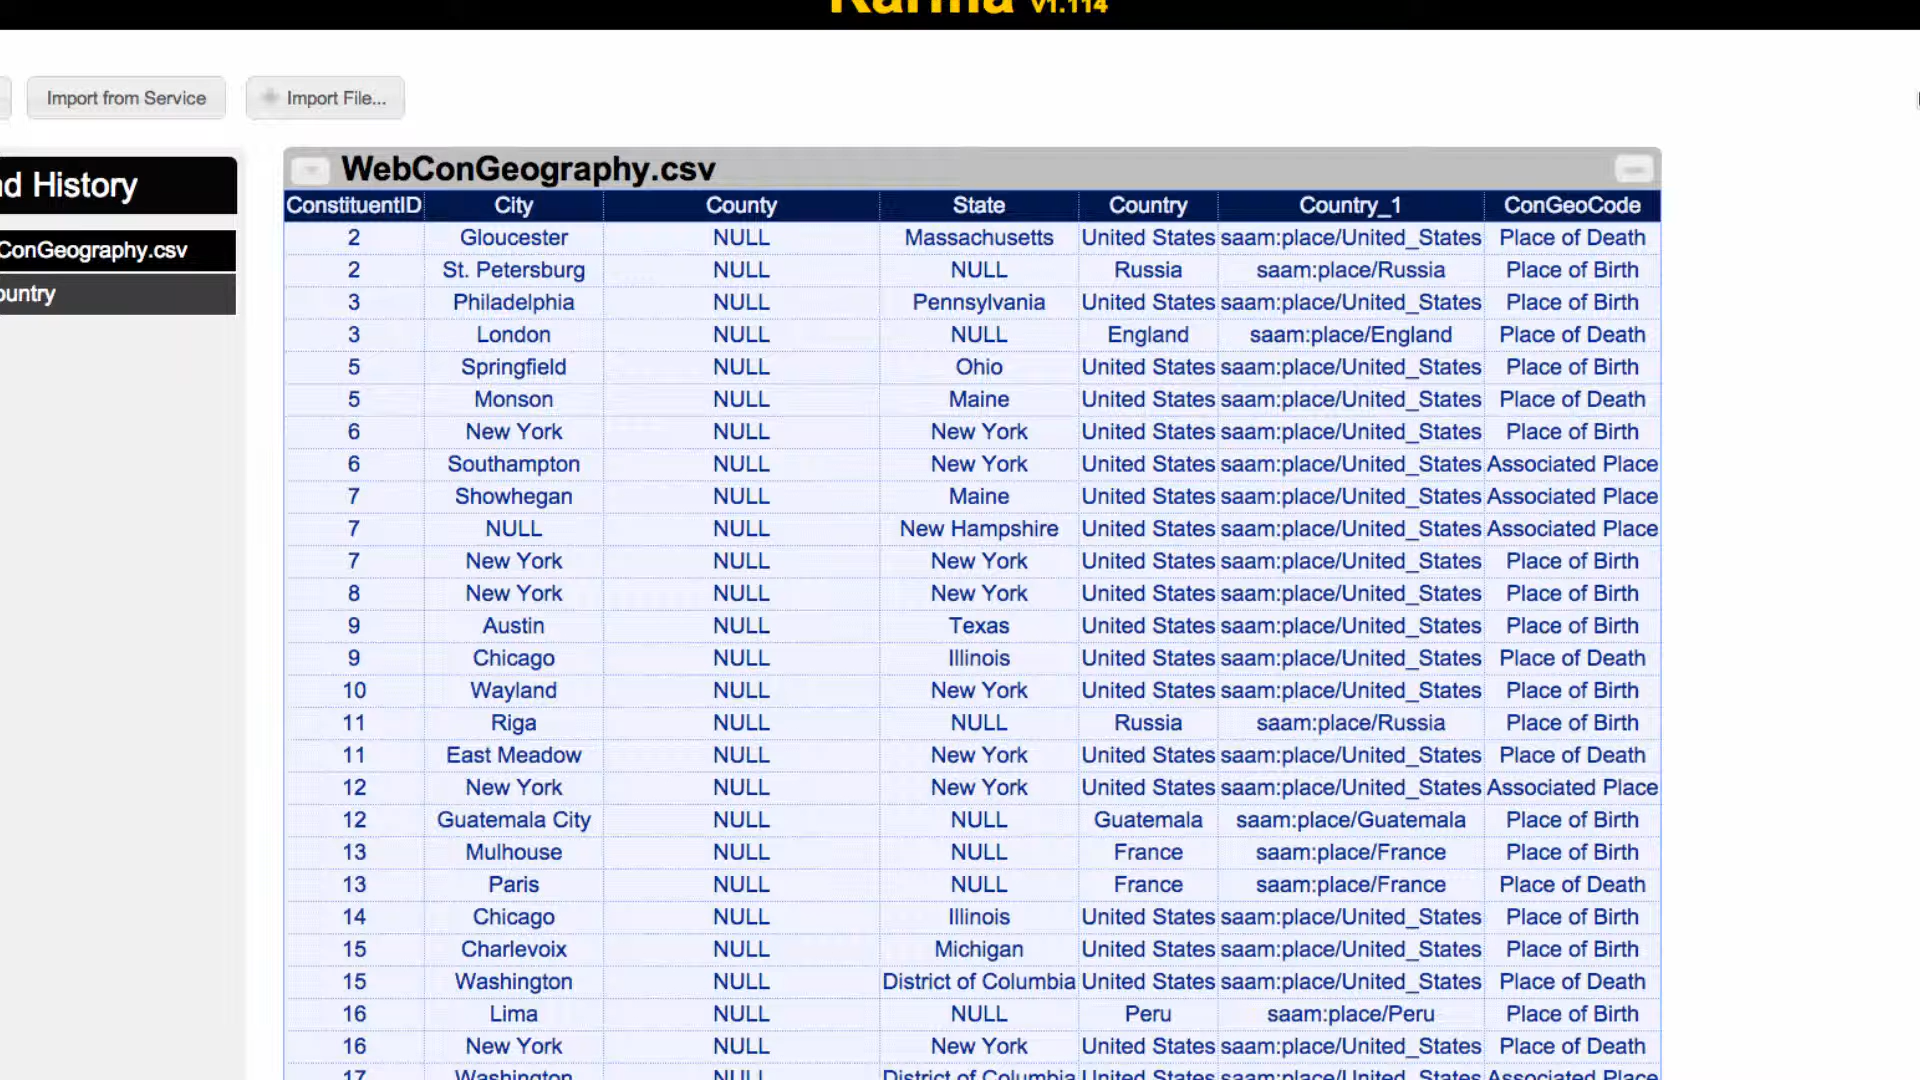 Karma v1.114
Import from Service
Import File...
d History
WebConGeography.csv
ConGeography.csv
ountry
ConstituentID City County State Country Country_1 ConGeoCode
2 Gloucester NULL Massachusetts United States saam:place/United_States Place of Death
2 St. Petersburg NULL NULL Russia saam:place/Russia Place of Birth
3 Philadelphia NULL Pennsylvania United States saam:place/United_States Place of Birth
3 London NULL NULL England saam:place/England Place of Death
5 Springfield NULL Ohio United States saam:place/United_States Place of Birth
5 Monson NULL Maine United States saam:place/United_States Place of Death
6 New York NULL New York United States saam:place/United_States Place of Birth
6 Southampton NULL New York United States saam:place/United_States Associated Place
7 Showhegan NULL Maine United States saam:place/United_States Associated Place
7 NULL NULL New Hampshire United States saam:place/United_States Associated Place
7 New York NULL New York United States saam:place/United_States Place of Birth
8 New York NULL New York United States saam:place/United_States Place of Birth
9 Austin NULL Texas United States saam:place/United_States Place of Birth
9 Chicago NULL Illinois United States saam:place/United_States Place of Death
10 Wayland NULL New York United States saam:place/United_States Place of Birth
11 Riga NULL NULL Russia saam:place/Russia Place of Birth
11 East Meadow NULL New York United States saam:place/United_States Place of Death
12 New York NULL New York United States saam:place/United_States Associated Place
12 Guatemala City NULL NULL Guatemala saam:place/Guatemala Place of Birth
13 Mulhouse NULL NULL France saam:place/France Place of Birth
13 Paris NULL NULL France saam:place/France Place of Death
14 Chicago NULL Illinois United States saam:place/United_States Place of Birth
15 Charlevoix NULL Michigan United States saam:place/United_States Place of Birth
15 Washington NULL District of Columbia United States saam:place/United_States Place of Death
16 Lima NULL NULL Peru saam:place/Peru Place of Birth
16 New York NULL New York United States saam:place/United_States Place of Death
17 Washington NULL District of Columbia United States saam:place/United_States Associated Place